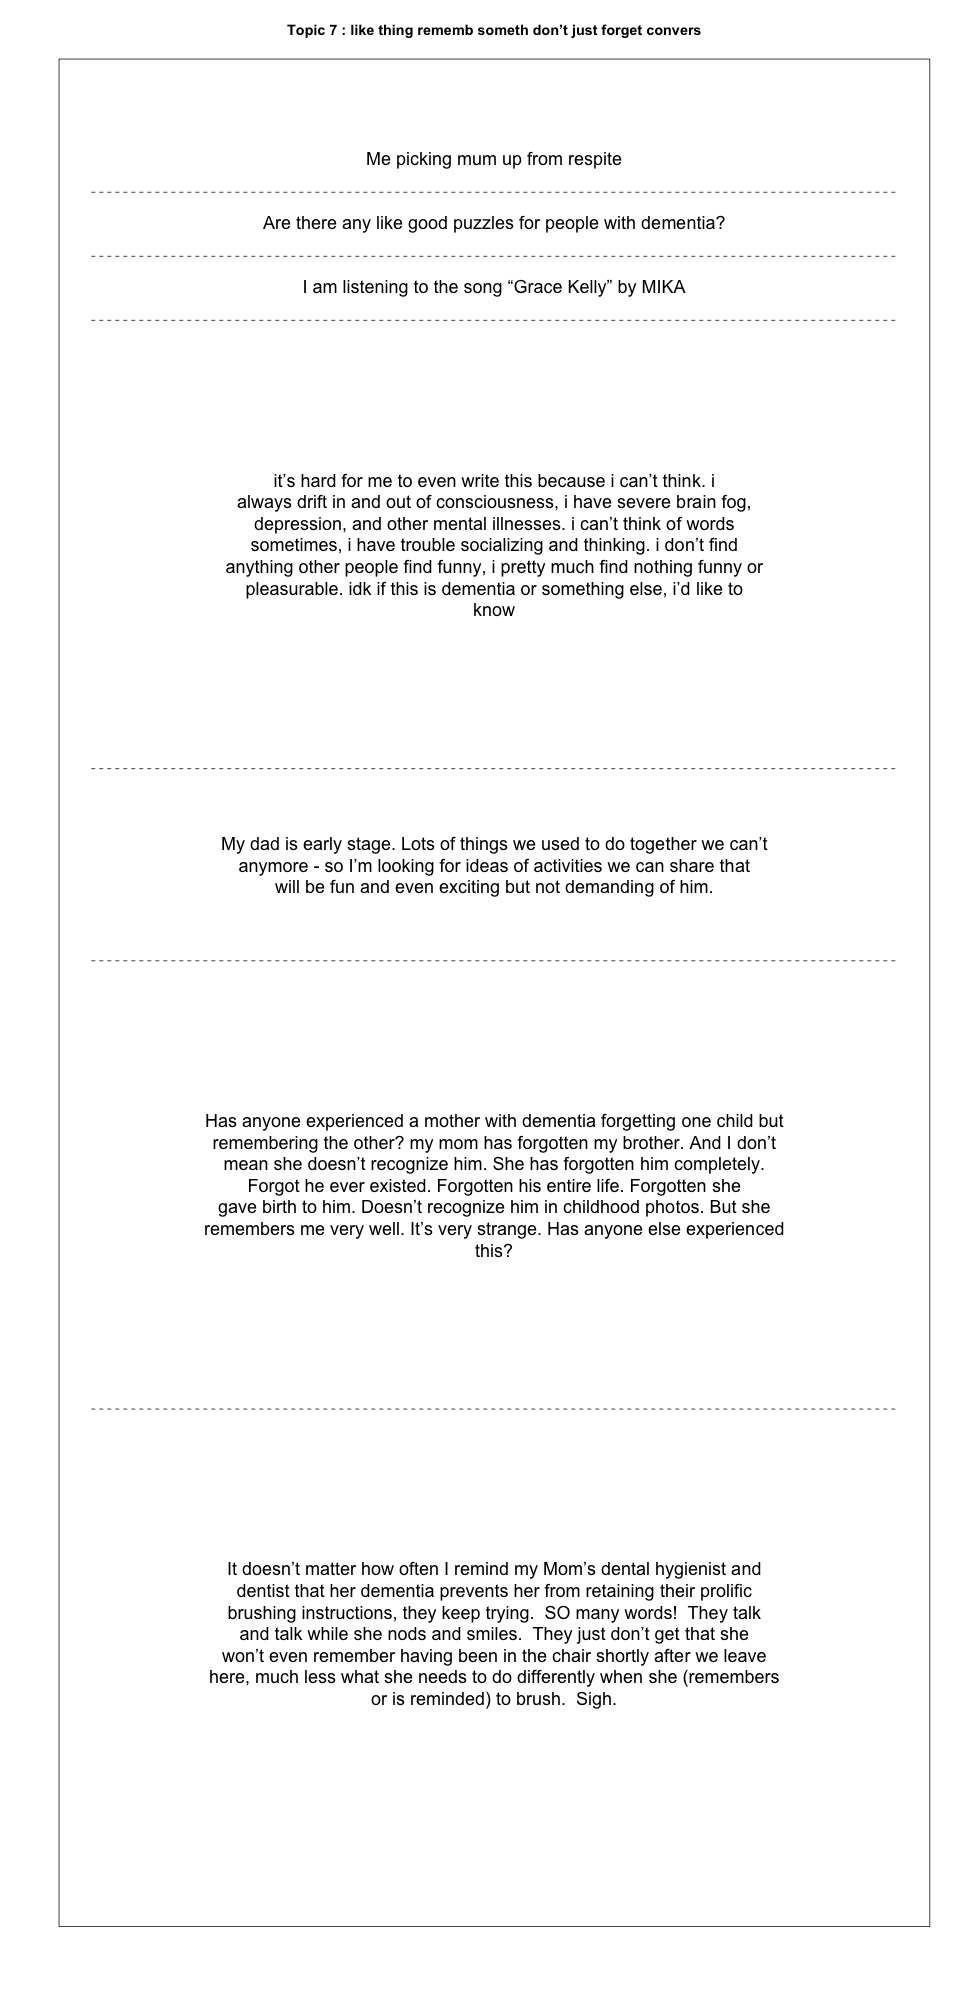 Topic 7 : like thing rememb someth don’t just forget convers
Me picking mum up from respite
Are there any like good puzzles for people with dementia?
I am listening to the song “Grace Kelly” by MIKA
it’s hard for me to even write this because i can’t think. i
always drift in and out of consciousness, i have severe brain fog,
depression, and other mental illnesses. i can’t think of words
sometimes, i have trouble socializing and thinking. i don’t find
anything other people find funny, i pretty much find nothing funny or
pleasurable. idk if this is dementia or something else, i’d like to
know
My dad is early stage. Lots of things we used to do together we can’t
anymore - so I’m looking for ideas of activities we can share that
will be fun and even exciting but not demanding of him.
Has anyone experienced a mother with dementia forgetting one child but
remembering the other? my mom has forgotten my brother. And I don’t
mean she doesn’t recognize him. She has forgotten him completely.
Forgot he ever existed. Forgotten his entire life. Forgotten she
gave birth to him. Doesn’t recognize him in childhood photos. But she
remembers me very well. It’s very strange. Has anyone else experienced
this?
It doesn’t matter how often I remind my Mom’s dental hygienist and
dentist that her dementia prevents her from retaining their prolific
brushing instructions, they keep trying.  SO many words!  They talk
and talk while she nods and smiles.  They just don’t get that she
won’t even remember having been in the chair shortly after we leave
here, much less what she needs to do differently when she (remembers
or is reminded) to brush.  Sigh.